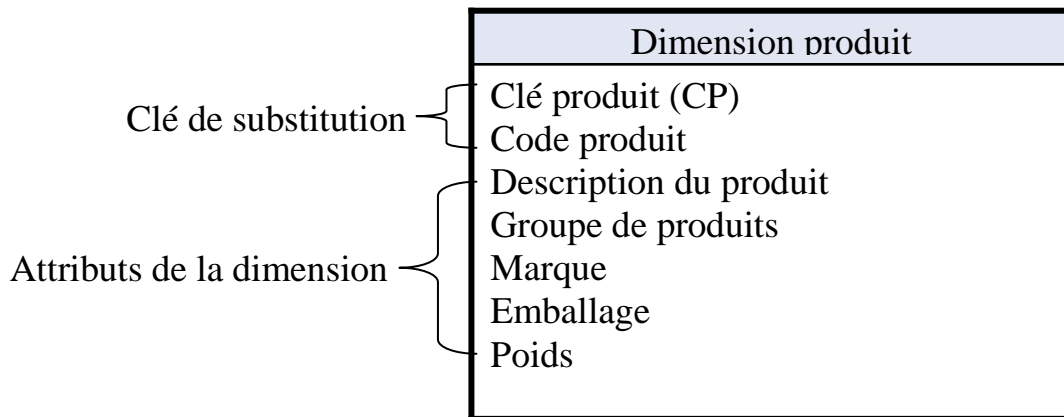 Dimension produit
Clé de substitution
Clé produit (CP)
Code produit
Attributs de la dimension
Description du produit
Groupe de produits
Marque
Emballage
Poids